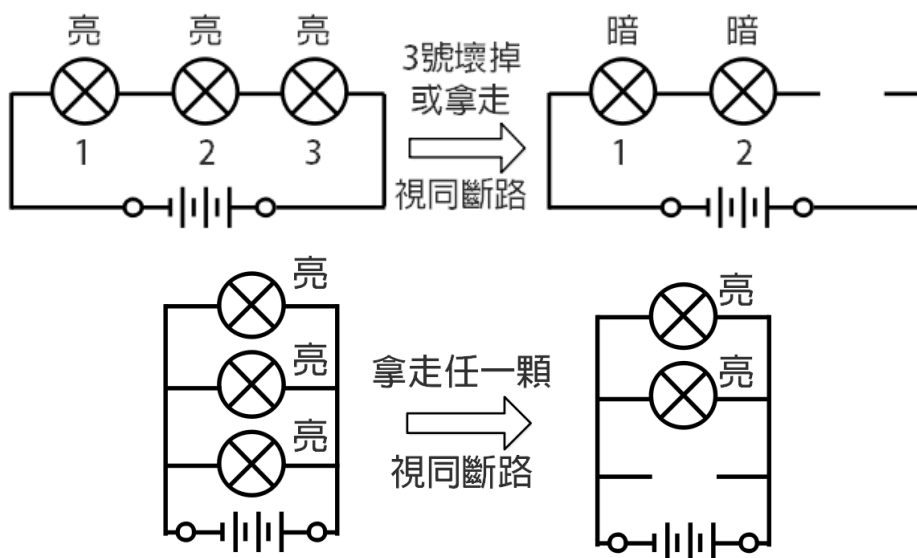 亮 亮 亮
1 2 3
3號壞掉
或拿走
視同斷路
暗 暗
1 2
亮
亮
亮
拿走任一顆
視同斷路
亮
亮